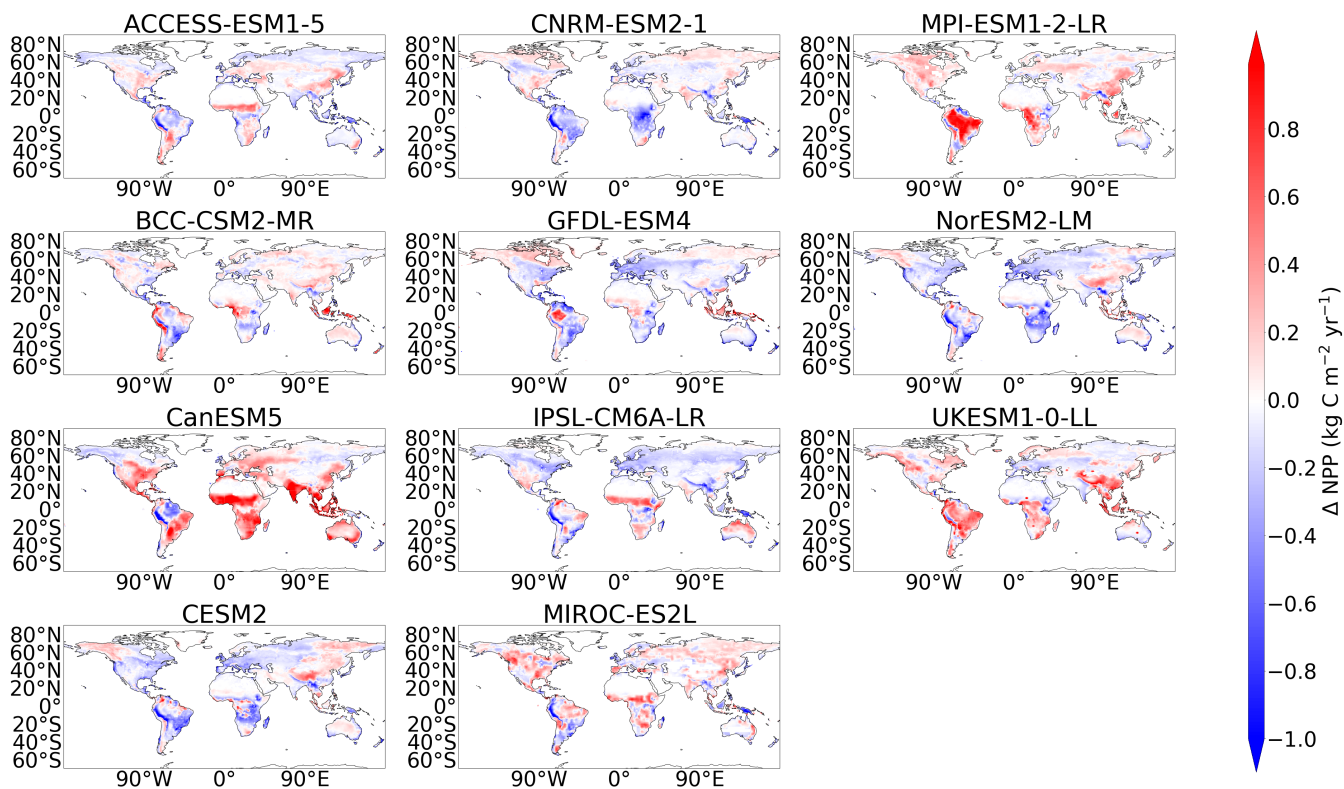 ACCESS-ESM1-5
80°N
60°N
40°N
20°N
0°
20°S
40°S
60°S
90°W 0° 90°E
CNRM-ESM2-1
80°N
60°N
40°N
20°N
0°
20°S
40°S
60°S
90°W 0° 90°E
MPI-ESM1-2-LR
80°N
60°N
40°N
20°N
0°
20°S
40°S
60°S
90°W 0° 90°E
BCC-CSM2-MR
80°N
60°N
40°N
20°N
0°
20°S
40°S
60°S
90°W 0° 90°E
GFDL-ESM4
80°N
60°N
40°N
20°N
0°
20°S
40°S
60°S
90°W 0° 90°E
NorESM2-LM
80°N
60°N
40°N
20°N
0°
20°S
40°S
60°S
90°W 0° 90°E
CanESM5
80°N
60°N
40°N
20°N
0°
20°S
40°S
60°S
90°W 0° 90°E
IPSL-CM6A-LR
80°N
60°N
40°N
20°N
0°
20°S
40°S
60°S
90°W 0° 90°E
UKESM1-0-LL
80°N
60°N
40°N
20°N
0°
20°S
40°S
60°S
90°W 0° 90°E
CESM2
80°N
60°N
40°N
20°N
0°
20°S
40°S
60°S
90°W 0° 90°E
MIROC-ES2L
80°N
60°N
40°N
20°N
0°
20°S
40°S
60°S
90°W 0° 90°E
0.8
0.6
0.4
0.2
0.0
−0.2
−0.4
−0.6
−0.8
−1.0
Δ NPP (kg C m⁻² yr⁻¹)